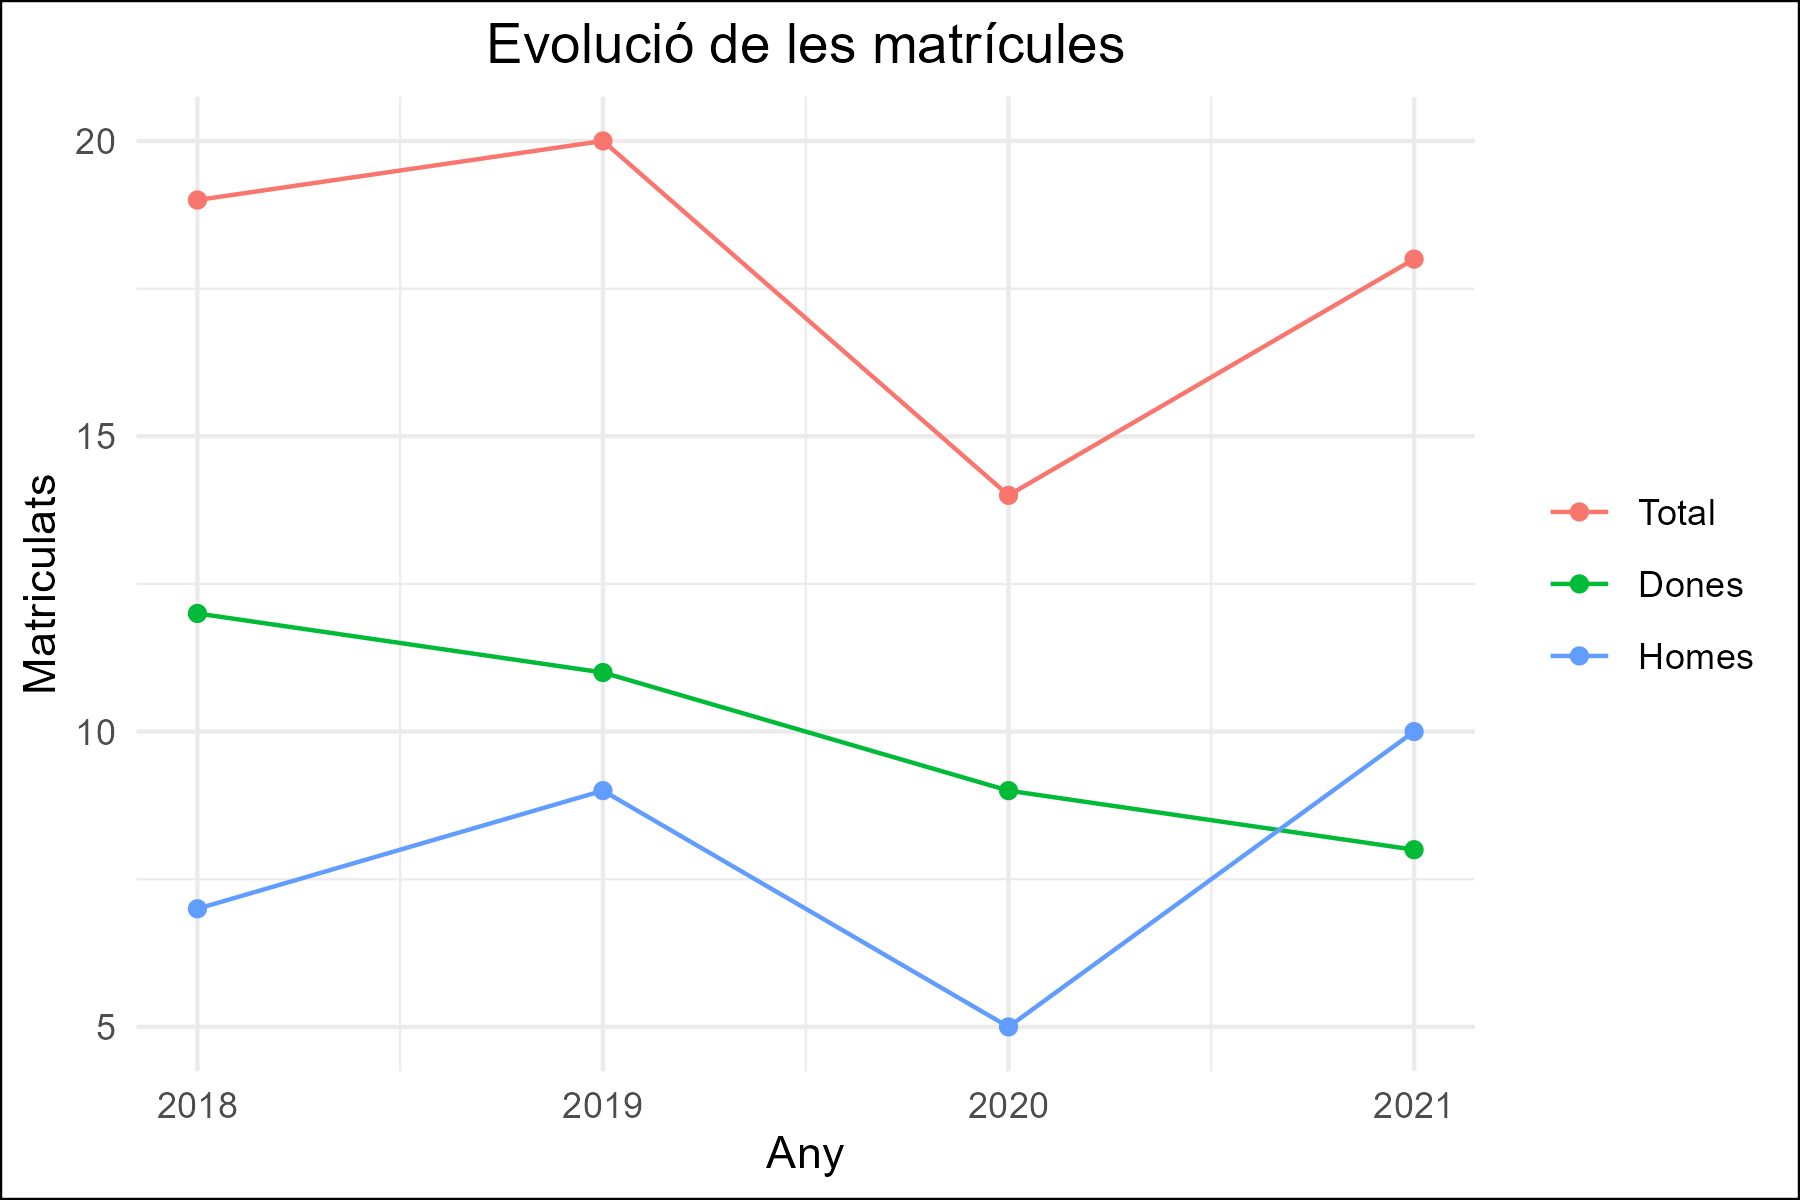 Evolució de les matrícules
20
15
10
5
Matriculats
2018 2019 2020 2021
Any
Total
Dones
Homes